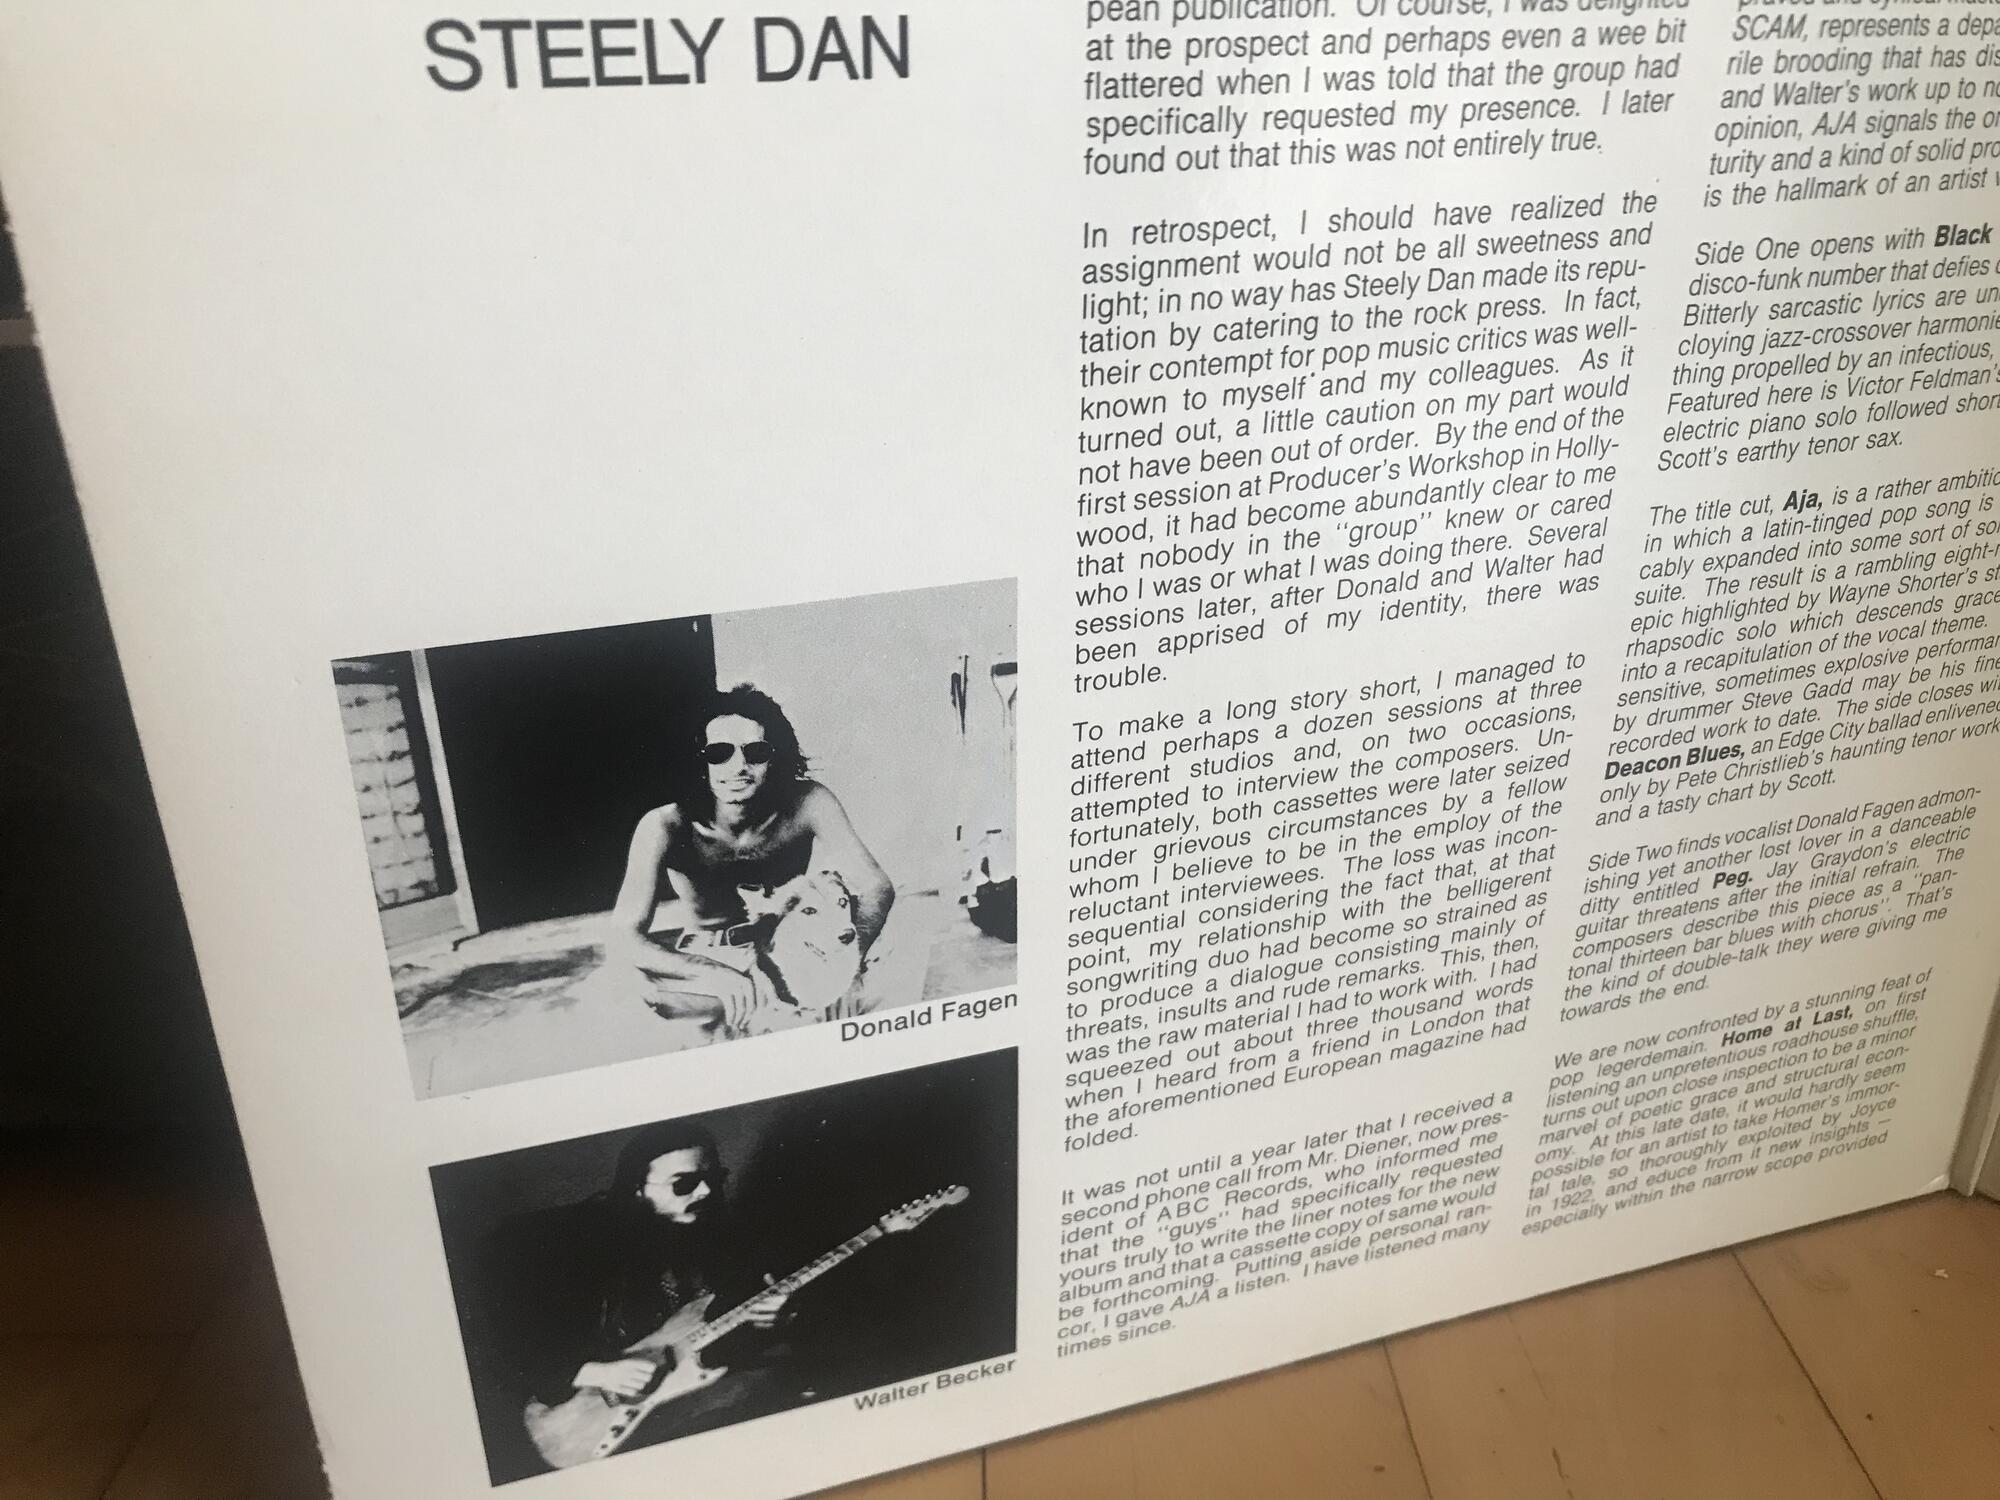 STEELY DAN
Donald Fagen
Walter Becker
pean publication. Of course, I was delighted
at the prospect and perhaps even a wee bit
flattered when I was told that the group had
specifically requested my presence. I later
found out that this was not entirely true.
In retrospect, I should have realized the
assignment would not be all sweetness and
light; in no way has Steely Dan made its repu-
tation by catering to the rock press. In fact,
their contempt for pop music critics was well-
known to myself and my colleagues. As it
turned out, a little caution on my part would
not have been out of order. By the end of the
first session at Producer's Workshop in Holly-
wood, it had become abundantly clear to me
that nobody in the "group" knew or cared
who I was or what I was doing there. Several
sessions later, after Donald and Walter had
been apprised of my identity, there was
trouble.
To make a long story short, I managed to
attend perhaps a dozen sessions at three
different studios and, on two occasions,
attempted to interview the composers. Un-
fortunately, both cassettes were later seized
under grievous circumstances by a fellow
whom I believe to be in the employ of the
reluctant interviewees. The loss was incon-
sequential considering the fact that, at that
point, my relationship with the belligerent
songwriting duo had become so strained as
to produce a dialogue consisting mainly of
threats, insults and rude remarks. This, then,
was the raw material I had to work with. I had
squeezed out about three thousand words
when I heard from a friend in London that
the aforementioned European magazine had
folded.
It was not until a year later that I received a
second phone call from Mr. Diener, now pres-
ident of ABC Records, who informed me
that the "guys" had specifically requested
yours truly to write the liner notes for the new
album and that a cassette copy of same would
be forthcoming. Putting aside personal ran-
cor, I gave AJA a listen. I have listened many
times since.
SCAM, represents a depa
rile brooding that has dis
and Walter's work up to no
opinion, AJA signals the on
turity and a kind of solid pro
is the hallmark of an artist
Side One opens with Black
disco-funk number that defies
Bitterly sarcastic lyrics are un
cloying jazz-crossover harmonie
thing propelled by an infectious,
Featured here is Victor Feldman's
electric piano solo followed short
Scott's earthy tenor sax.
The title cut, Aja, is a rather ambitio
in which a latin-tinged pop song is
cably expanded into some sort of so
suite. The result is a rambling eight-
epic highlighted by Wayne Shorter's st
rhapsodic solo which descends grace
into a recapitulation of the vocal theme.
sensitive, sometimes explosive performan
by drummer Steve Gadd may be his fine
recorded work to date. The side closes wi
Deacon Blues, an Edge City ballad enlivened
only by Pete Christlieb's haunting tenor work
and a tasty chart by Scott.
Side Two finds vocalist Donald Fagen admon-
ishing yet another lost lover in a danceable
ditty entitled Peg. Jay Graydon's electric
guitar threatens after the initial refrain. The
composers describe this piece as a "pan-
tonal thirteen bar blues with chorus". That's
the kind of double-talk they were giving me
towards the end.
We are now confronted by a stunning feat of
pop legerdemain. Home at Last, on first
listening an unpretentious roadhouse shuffle,
turns out upon close inspection to be a minor
marvel of poetic grace and structural econ-
omy. At this late date, it would hardly seem
possible for an artist to take Homer's immor-
tal tale, so thoroughly exploited by Joyce
in 1922, and educe from it new insights —
especially within the narrow scope provided